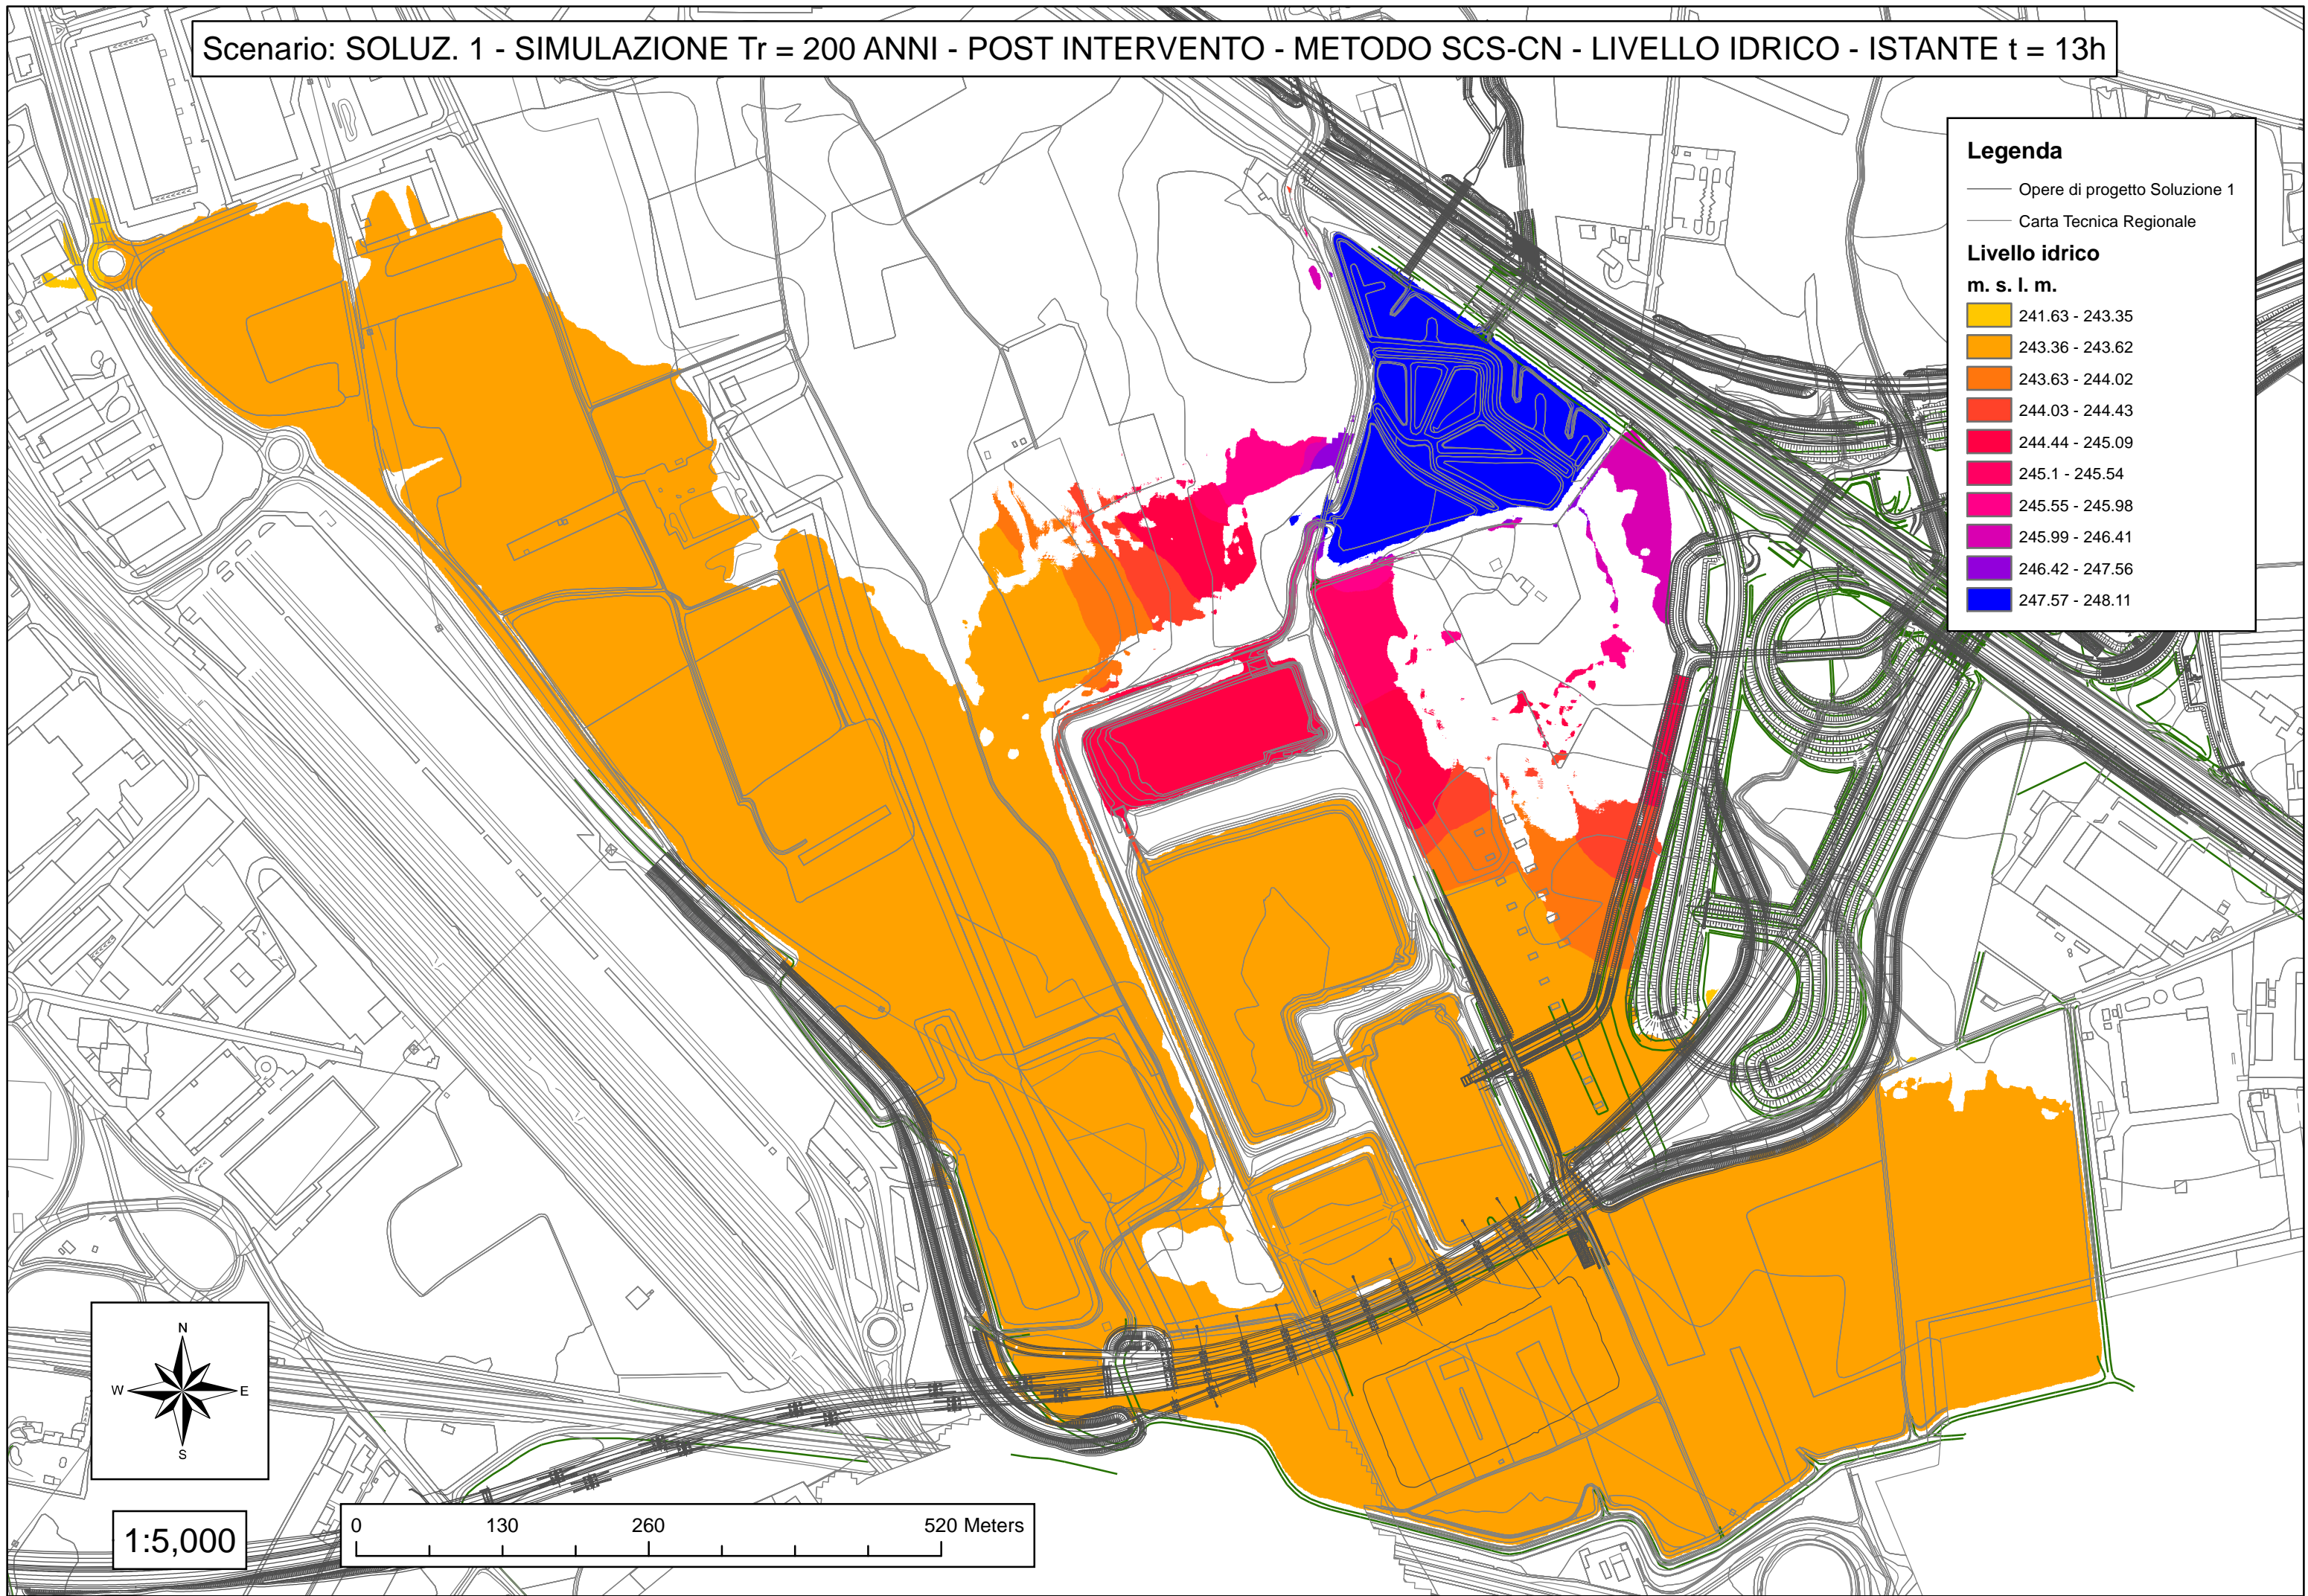 Scenario: SOLUZ. 1 - SIMULAZIONE Tr = 200 ANNI - POST INTERVENTO - METODO SCS-CN - LIVELLO IDRICO - ISTANTE t = 13h
Legenda
Opere di progetto Soluzione 1
Carta Tecnica Regionale
Livello idrico
m. s. l. m.
241.63 - 243.35
243.36 - 243.62
243.63 - 244.02
244.03 - 244.43
244.44 - 245.09
245.1 - 245.54
245.55 - 245.98
245.99 - 246.41
246.42 - 247.56
247.57 - 248.11
N
W
E
S
1:5,000
0 130 260 520 Meters